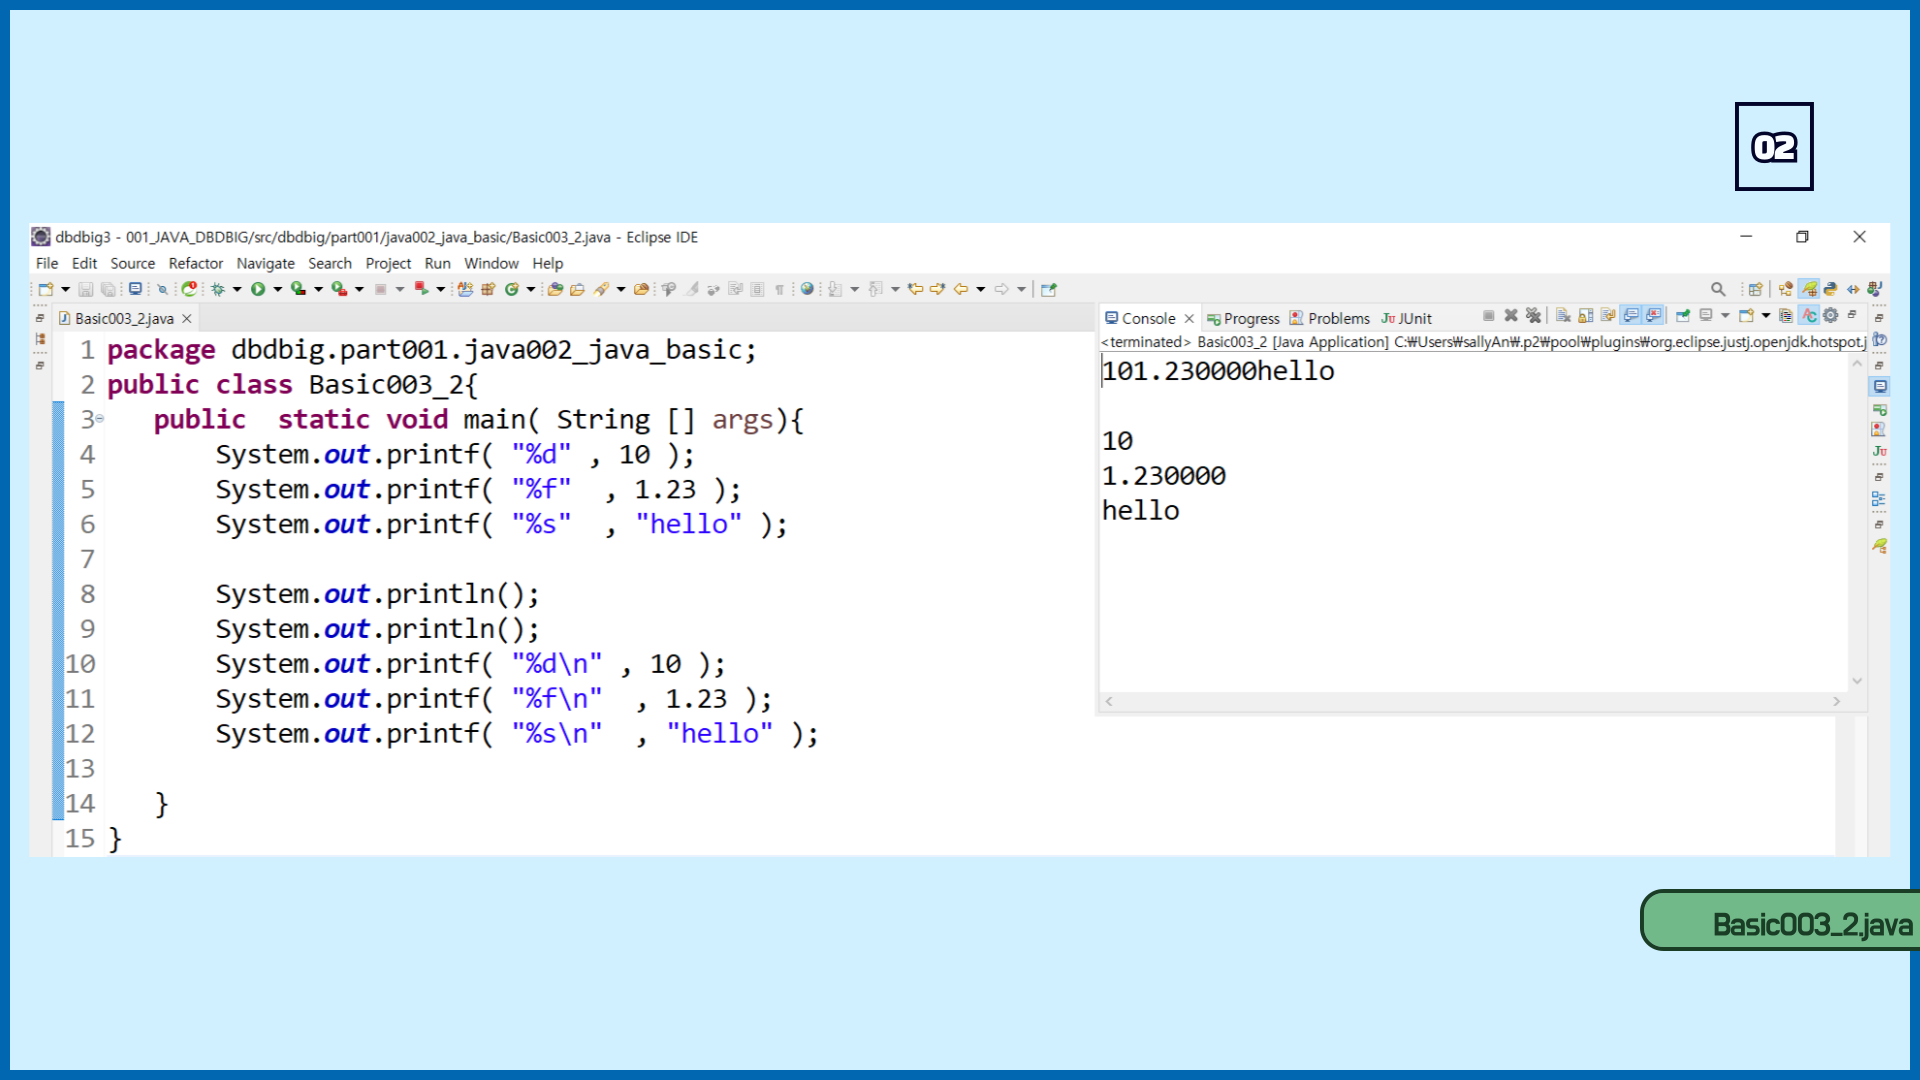 02
dbdbig3 - 001_JAVA_DBDBIG/src/dbdbig/part001/java002_java_basic/Basic003_2.java - Eclipse IDE
File Edit Source Refactor Navigate Search Project Run Window Help
Basic003_2.java
1 package dbdbig.part001.java002_java_basic;
2 public class Basic003_2{
3 public  static void main( String [] args){
4 System.out.printf( "%d" , 10 );
5 System.out.printf( "%f"  , 1.23 );
6 System.out.printf( "%s"  , "hello" );
7
8 System.out.println();
9 System.out.println();
10 System.out.printf( "%d\n" , 10 );
11 System.out.printf( "%f\n"  , 1.23 );
12 System.out.printf( "%s\n"  , "hello" );
13
14 }
15 }
Console Progress Problems JUnit
<terminated> Basic003_2 [Java Application] C:₩Users₩sallyAn₩.p2₩pool₩plugins₩org.eclipse.justj.openjdk.hotspot.j
101.230000hello
10
1.230000
hello
Basic003_2.java